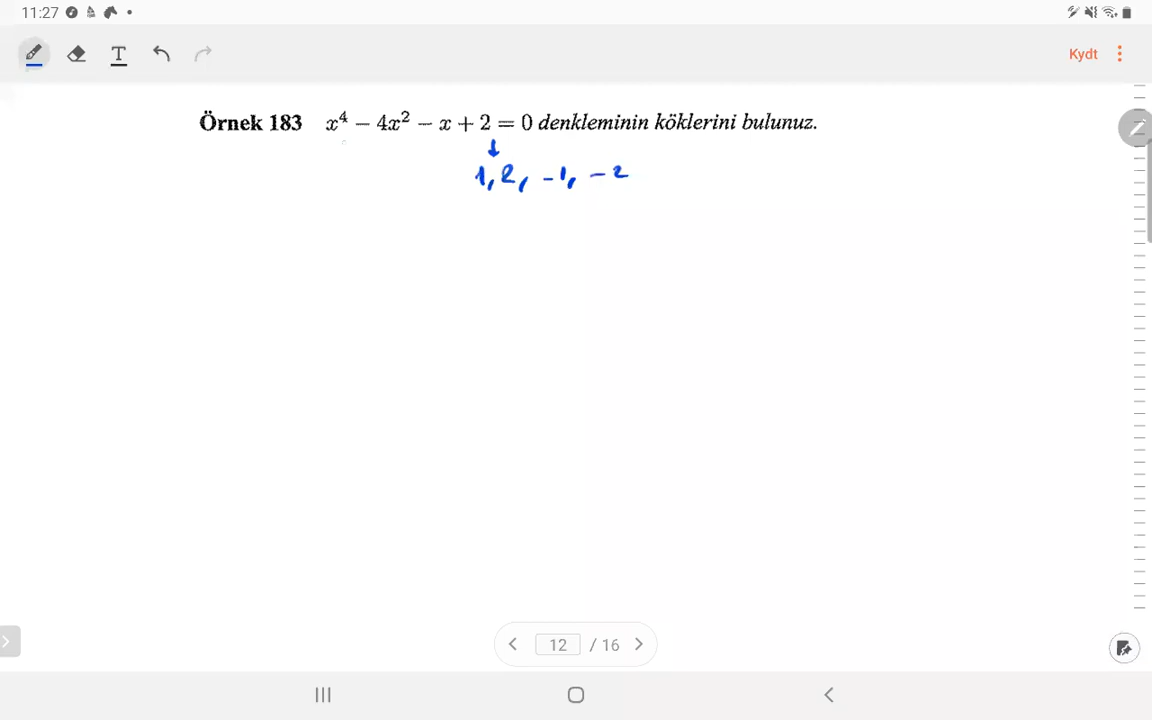 11:27
T
Kydt
Örnek 183 x⁴ − 4x² − x + 2 = 0 denkleminin köklerini bulunuz.
1, 2, -1, -2
12 / 16